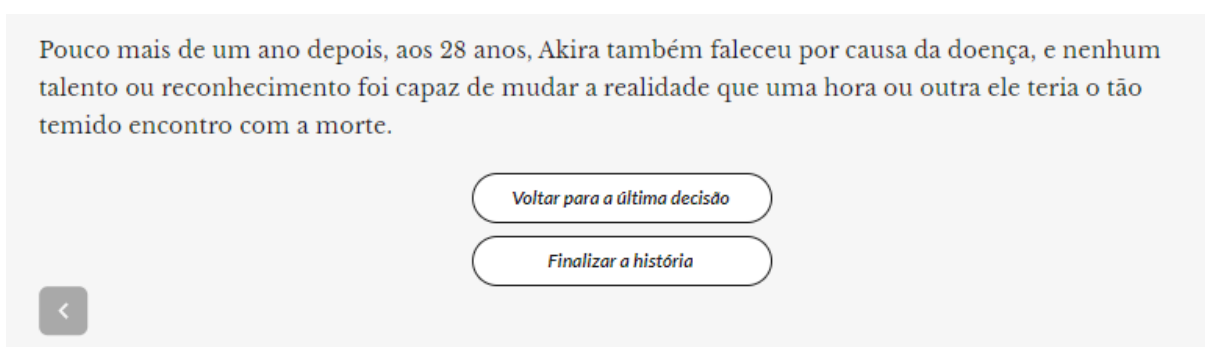 Pouco mais de um ano depois, aos 28 anos, Akira também faleceu por causa da doença, e nenhum
talento ou reconhecimento foi capaz de mudar a realidade que uma hora ou outra ele teria o tão
temido encontro com a morte.
Voltar para a última decisão
Finalizar a história